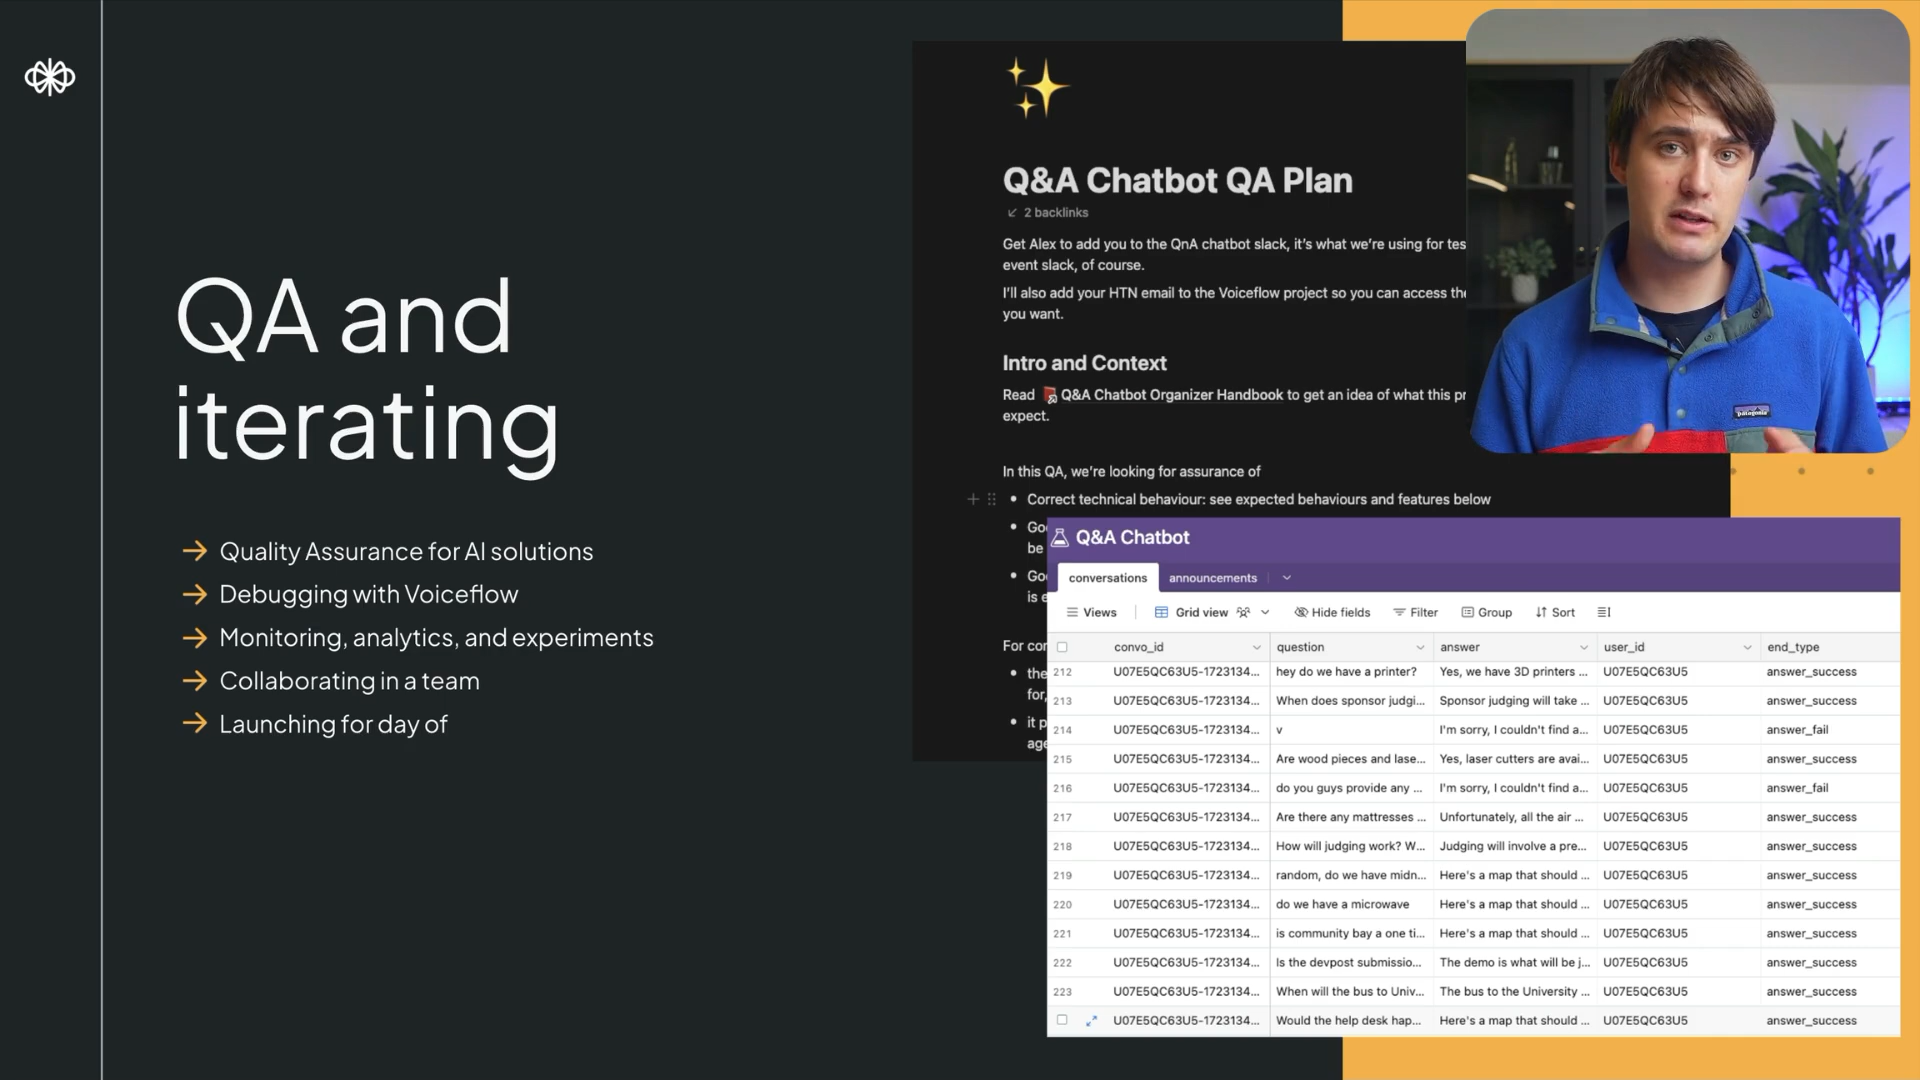 QA and
iterating
→ Quality Assurance for AI solutions
→ Debugging with Voiceflow
→ Monitoring, analytics, and experiments
→ Collaborating in a team
→ Launching for day of
Q&A Chatbot QA Plan
2 backlinks
Get Alex to add you to the QnA chatbot slack, it's what we're using for tes
event slack, of course.
I'll also add your HTN email to the Voiceflow project so you can access the
you want.
Intro and Context
Read Q&A Chatbot Organizer Handbook to get an idea of what this pr
expect.
In this QA, we're looking for assurance of
• Correct technical behaviour: see expected behaviours and features below
• Goo
be
• Goo
is e
For cor
• the
for,
• it p
age
patagonia
Q&A Chatbot
conversations announcements
Views Grid view Hide fields Filter Group Sort
convo_id question answer user_id end_type
212 U07E5QC63U5-1723134... hey do we have a printer? Yes, we have 3D printers ... U07E5QC63U5 answer_success
213 U07E5QC63U5-1723134... When does sponsor judgi... Sponsor judging will take ... U07E5QC63U5 answer_success
214 U07E5QC63U5-1723134... v I'm sorry, I couldn't find a... U07E5QC63U5 answer_fail
215 U07E5QC63U5-1723134... Are wood pieces and lase... Yes, laser cutters are avai... U07E5QC63U5 answer_success
216 U07E5QC63U5-1723134... do you guys provide any ... I'm sorry, I couldn't find a... U07E5QC63U5 answer_fail
217 U07E5QC63U5-1723134... Are there any mattresses ... Unfortunately, all the air ... U07E5QC63U5 answer_success
218 U07E5QC63U5-1723134... How will judging work? W... Judging will involve a pre... U07E5QC63U5 answer_success
219 U07E5QC63U5-1723134... random, do we have midn... Here's a map that should ... U07E5QC63U5 answer_success
220 U07E5QC63U5-1723134... do we have a microwave Here's a map that should ... U07E5QC63U5 answer_success
221 U07E5QC63U5-1723134... is community bay a one ti... Here's a map that should ... U07E5QC63U5 answer_success
222 U07E5QC63U5-1723134... Is the devpost submissio... The demo is what will be j... U07E5QC63U5 answer_success
223 U07E5QC63U5-1723134... When will the bus to Univ... The bus to the University ... U07E5QC63U5 answer_success
U07E5QC63U5-1723134... Would the help desk hap... Here's a map that should ... U07E5QC63U5 answer_success